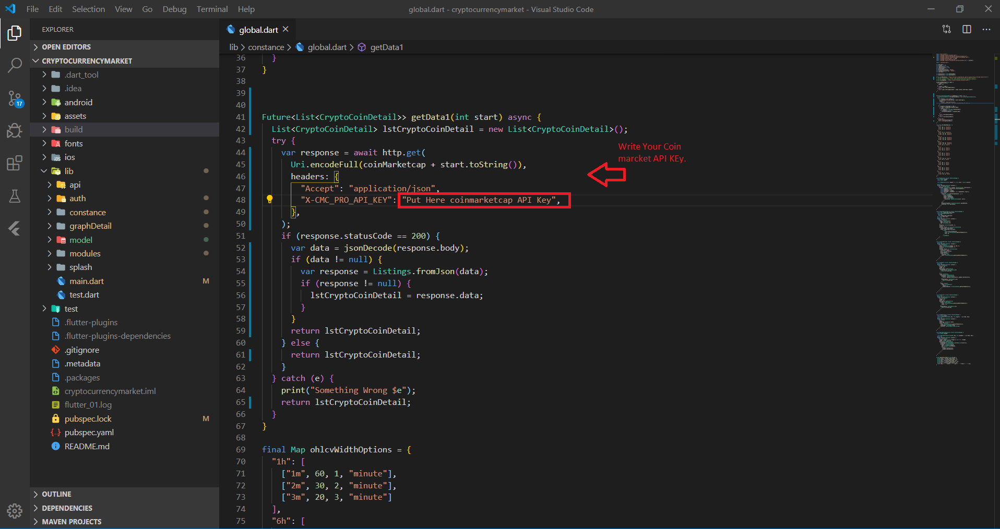 File Edit Selection View Go Debug Terminal Help
global.dart - cryptocurrencymarket - Visual Studio Code
EXPLORER
OPEN EDITORS
CRYPTOCURRENCYMARKET
.dart_tool
.idea
android
assets
build
fonts
ios
lib
api
auth
constance
graphDetail
model
modules
splash
main.dart M
test.dart
test
.flutter-plugins
.flutter-plugins-dependencies
.gitignore
.metadata
.packages
cryptocurrencymarket.iml
flutter_01.log
pubspec.lock M
pubspec.yaml
README.md
OUTLINE
DEPENDENCIES
MAVEN PROJECTS
17
global.dart
lib > constance > global.dart > getData1
36 }
37 }
38
39
40
41 Future<List<CryptoCoinDetail>> getData1(int start) async {
42 List<CryptoCoinDetail> lstCryptoCoinDetail = new List<CryptoCoinDetail>();
43 try {
44 var response = await http.get(
45 Uri.encodeFull(coinMarketcap + start.toString()),
46 headers: {
47 "Accept": "application/json",
48 "X-CMC_PRO_API_KEY": "Put Here coinmarketcap API Key",
49 },
50 );
51 if (response.statusCode == 200) {
52 var data = jsonDecode(response.body);
53 if (data != null) {
54 var response = Listings.fromJson(data);
55 if (response != null) {
56 lstCryptoCoinDetail = response.data;
57 }
58 }
59 return lstCryptoCoinDetail;
60 } else {
61 return lstCryptoCoinDetail;
62 }
63 } catch (e) {
64 print("Something Wrong $e");
65 return lstCryptoCoinDetail;
66 }
67 }
68
69 final Map ohlcvWidthOptions = {
70 "1h": [
71 ["1m", 60, 1, "minute"],
72 ["2m", 30, 2, "minute"],
73 ["3m", 20, 3, "minute"]
74 ],
75 "6h": [
Write Your Coin
marcket API KEy.